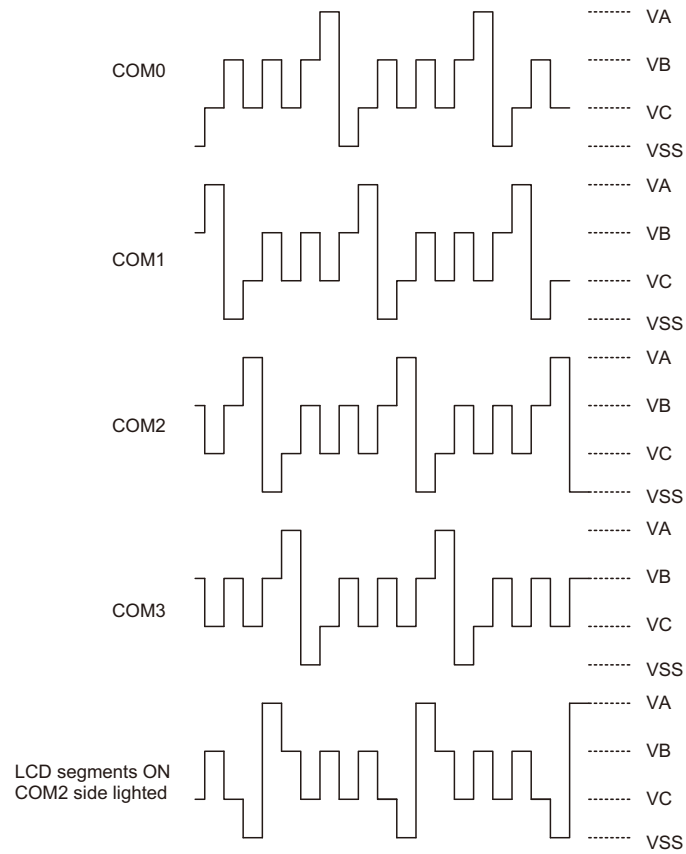 VA
COM0
VB
VC
VSS
VA
VB
COM1
VC
VSS
VA
VB
COM2
VC
VSS
VA
VB
COM3
VC
VSS
VA
VB
LCD segments ON
COM2 side lighted
VC
VSS